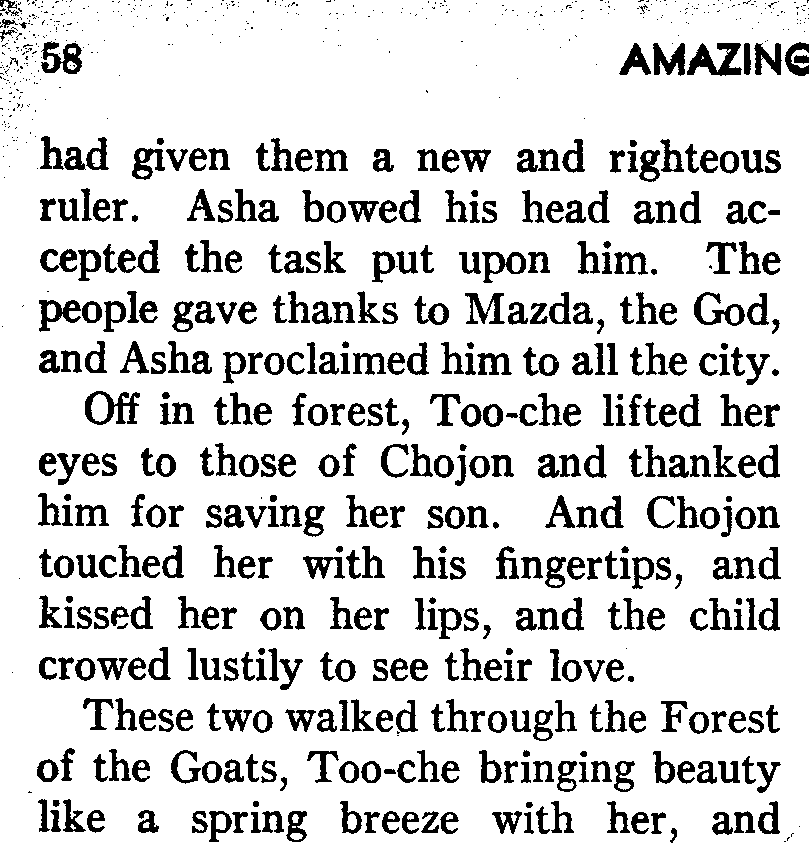 58
AMAZING
had given them a new and righteous
ruler. Asha bowed his head and ac-
cepted the task put upon him. The
people gave thanks to Mazda, the God,
and Asha proclaimed him to all the city.
Off in the forest, Too-che lifted her
eyes to those of Chojon and thanked
him for saving her son. And Chojon
touched her with his fingertips, and
kissed her on her lips, and the child
crowed lustily to see their love.
These two walked through the Forest
of the Goats, Too-che bringing beauty
like a spring breeze with her, and